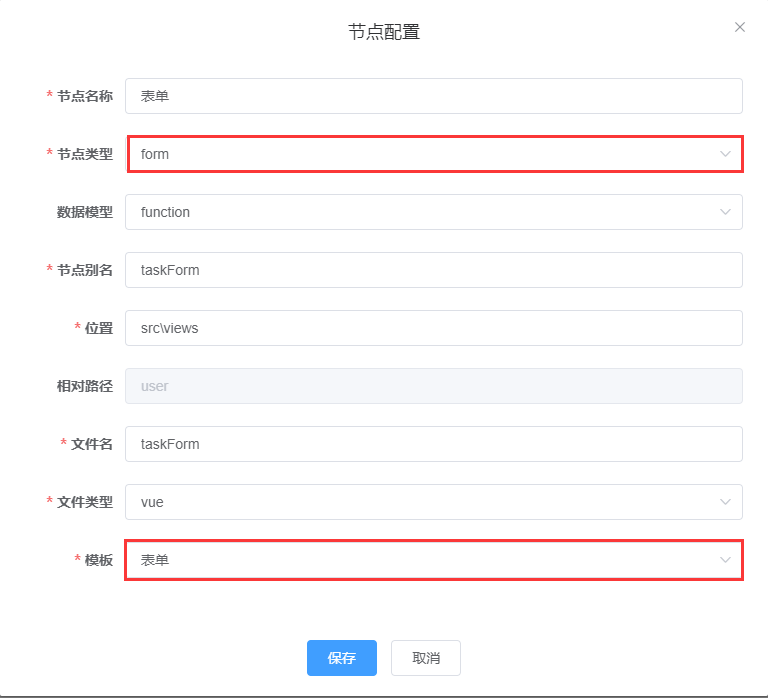 节点配置
* 节点名称 表单
* 节点类型 form
数据模型 function
* 节点别名 taskForm
* 位置 src\views
相对路径 user
* 文件名 taskForm
* 文件类型 vue
* 模板 表单
保存 取消